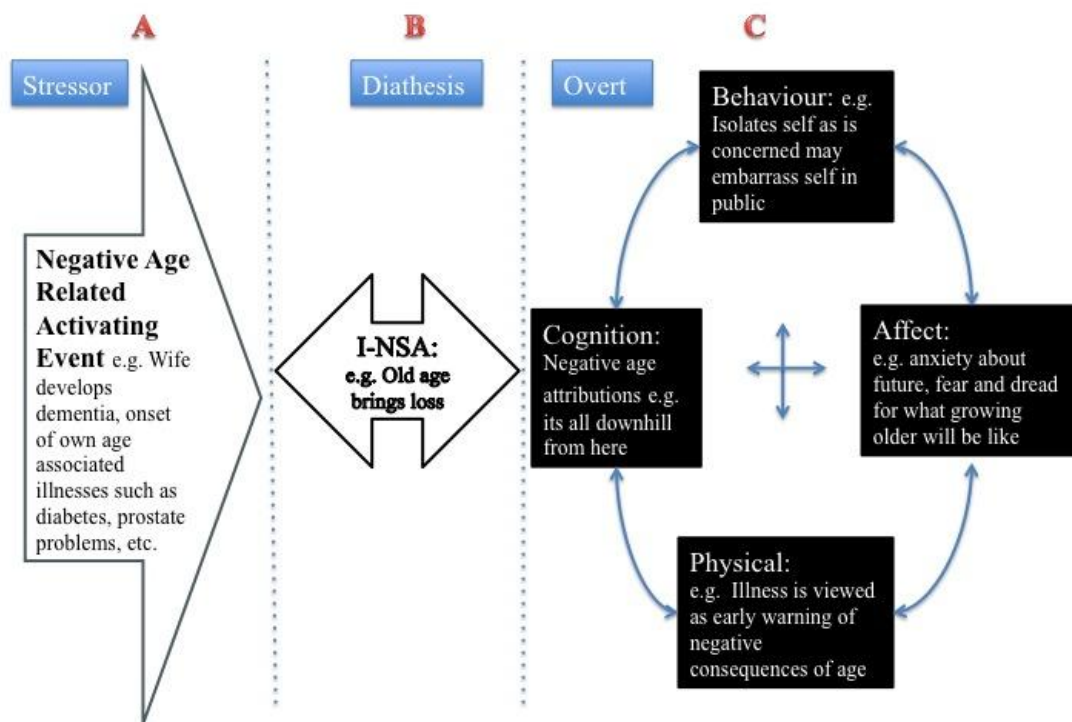 A
B
C
Stressor
Diathesis
Overt
Negative Age
Related
Activating
Event e.g. Wife
develops
dementia, onset
of own age
associated
illnesses such as
diabetes, prostate
problems, etc.
I-NSA:
e.g. Old age
brings loss
Behaviour: e.g.
Isolates self as is
concerned may
embarrass self in
public
Cognition:
Negative age
attributions e.g.
its all downhill
from here
Affect:
e.g. anxiety about
future, fear and dread
for what growing
older will be like
Physical:
e.g. Illness is viewed
as early warning of
negative
consequences of age